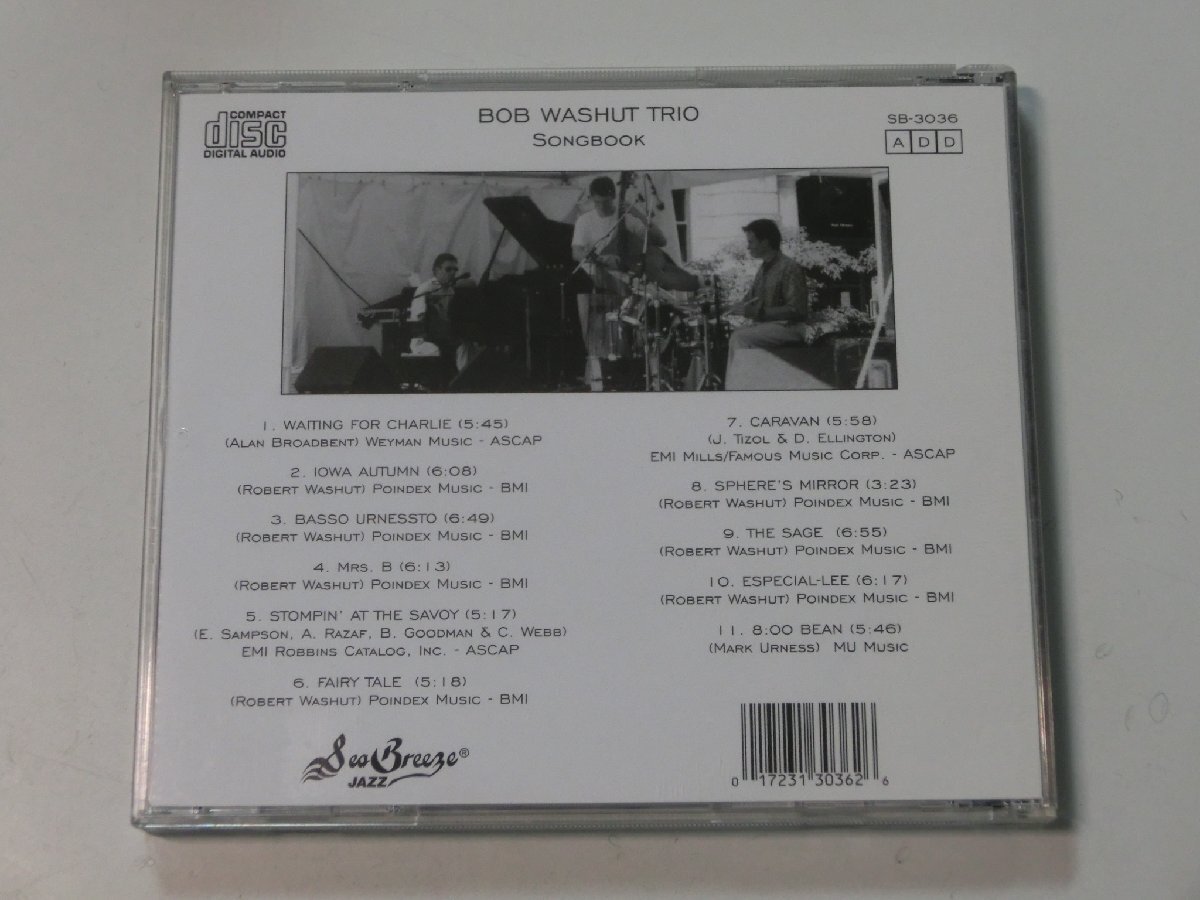 COMPACT
disc
DIGITAL AUDIO
BOB WASHUT TRIO
SONGBOOK
SB-3036
A D D
1. WAITING FOR CHARLIE (5:45)
(ALAN BROADBENT) WEYMAN MUSIC - ASCAP
2. IOWA AUTUMN (6:08)
(ROBERT WASHUT) POINDEX MUSIC - BMI
3. BASSO URNESSTO (6:49)
(ROBERT WASHUT) POINDEX MUSIC - BMI
4. MRS. B (6:13)
(ROBERT WASHUT) POINDEX MUSIC - BMI
5. STOMPIN' AT THE SAVOY (5:17)
(E. SAMPSON, A. RAZAF, B. GOODMAN & C. WEBB)
EMI ROBBINS CATALOG, INC. - ASCAP
6. FAIRY TALE (5:18)
(ROBERT WASHUT) POINDEX MUSIC - BMI
7. CARAVAN (5:58)
(J. TIZOL & D. ELLINGTON)
EMI MILLS/FAMOUS MUSIC CORP. - ASCAP
8. SPHERE'S MIRROR (3:23)
(ROBERT WASHUT) POINDEX MUSIC - BMI
9. THE SAGE (6:55)
(ROBERT WASHUT) POINDEX MUSIC - BMI
10. ESPECIAL-LEE (6:17)
(ROBERT WASHUT) POINDEX MUSIC - BMI
11. 8:00 BEAN (5:46)
(MARK URNESS) MU MUSIC
Sea Breeze®
JAZZ
0 17231 30362 6